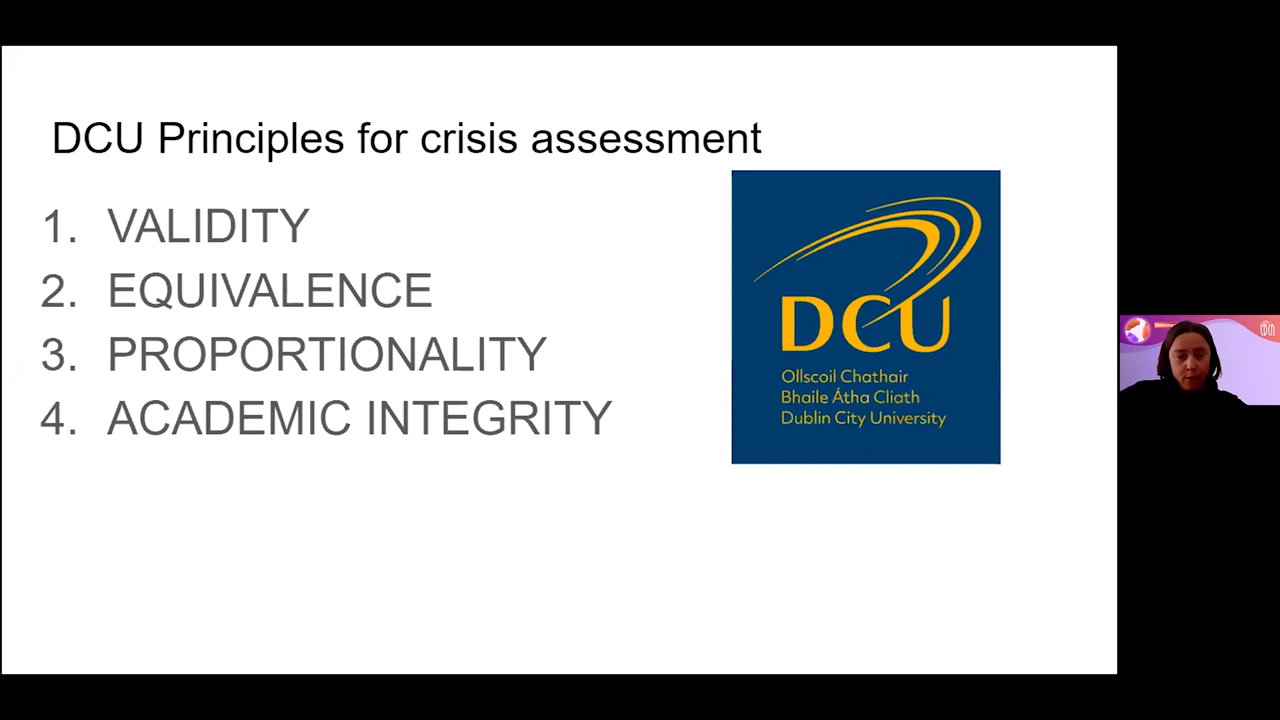 DCU Principles for crisis assessment
1. VALIDITY
2. EQUIVALENCE
3. PROPORTIONALITY
4. ACADEMIC INTEGRITY
DCU
Ollscoil Chathair
Bhaile Átha Cliath
Dublin City University